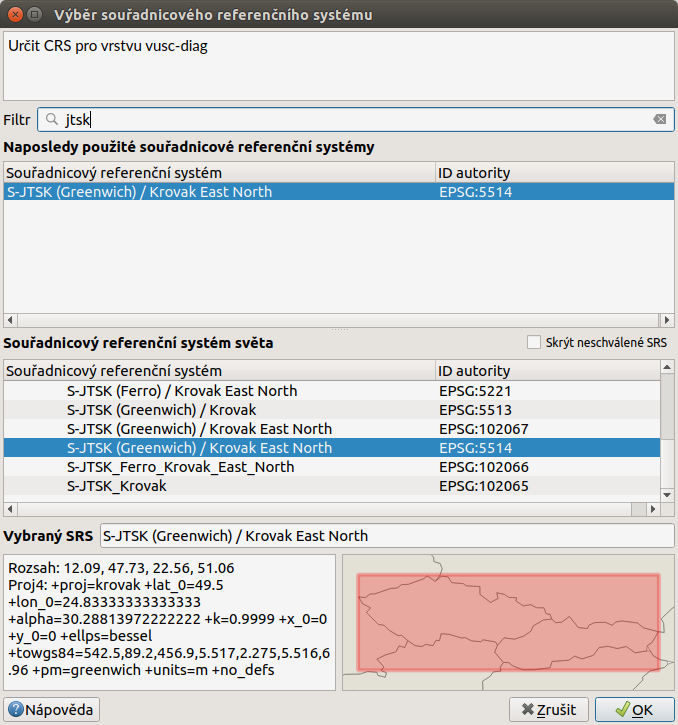 Výběr souřadnicového referenčního systému
Určit CRS pro vrstvu vusc-diag
Filtr jtsk
Naposledy použité souřadnicové referenční systémy
Souřadnicový referenční systém ID autority
S-JTSK (Greenwich) / Krovak East North EPSG:5514
Souřadnicový referenční systém světa Skrýt neschválené SRS
Souřadnicový referenční systém ID autority
S-JTSK (Ferro) / Krovak East North EPSG:5221
S-JTSK (Greenwich) / Krovak EPSG:5513
S-JTSK (Greenwich) / Krovak East North EPSG:102067
S-JTSK (Greenwich) / Krovak East North EPSG:5514
S-JTSK_Ferro_Krovak_East_North EPSG:102066
S-JTSK_Krovak EPSG:102065
Vybraný SRS S-JTSK (Greenwich) / Krovak East North
Rozsah: 12.09, 47.73, 22.56, 51.06
Proj4: +proj=krovak +lat_0=49.5
+lon_0=24.83333333333333
+alpha=30.28813972222222 +k=0.9999 +x_0=0
+y_0=0 +ellps=bessel
+towgs84=542.5,89.2,456.9,5.517,2.275,5.516,6
.96 +pm=greenwich +units=m +no_defs
Nápověda Zrušit OK